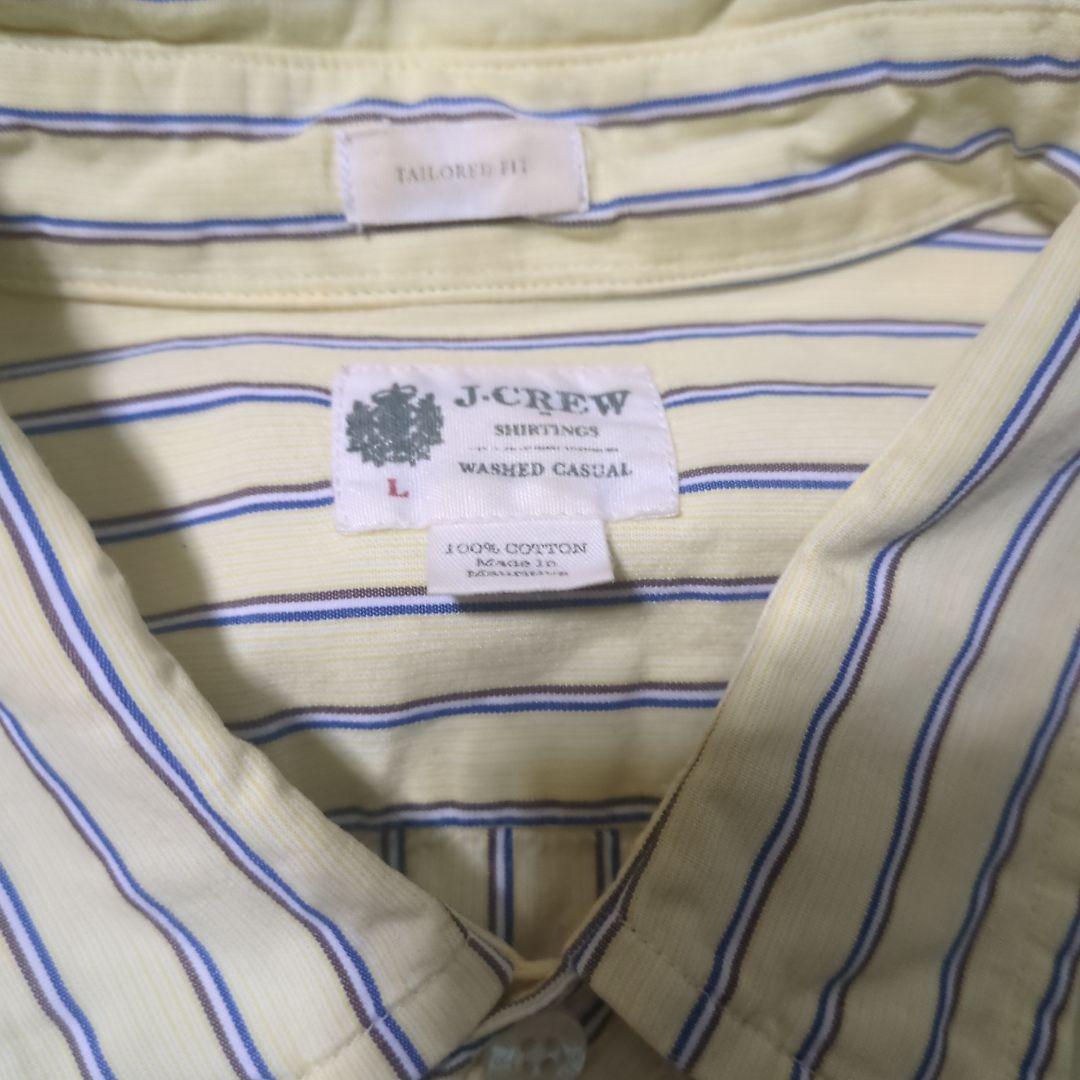 TAILORED FIT
J.CREW
SHIRTINGS
WASHED CASUAL
L
100% COTTON
Made in